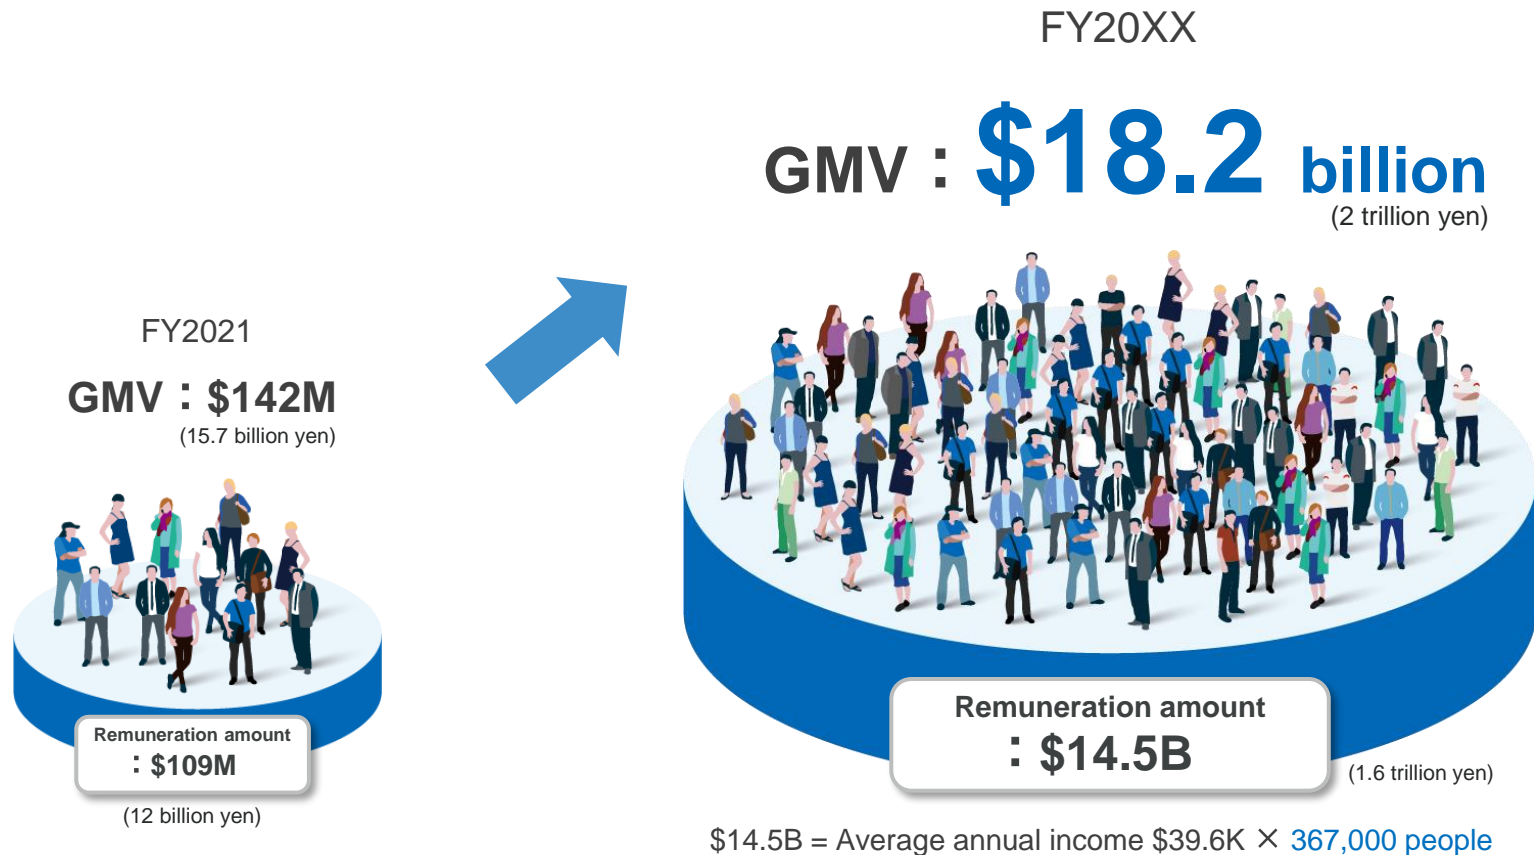 FY20XX
GMV：$18.2 billion
(2 trillion yen)
FY2021
GMV：$142M
(15.7 billion yen)
Remuneration amount
：$109M
(12 billion yen)
Remuneration amount
：$14.5B
(1.6 trillion yen)
$14.5B = Average annual income $39.6K × 367,000 people